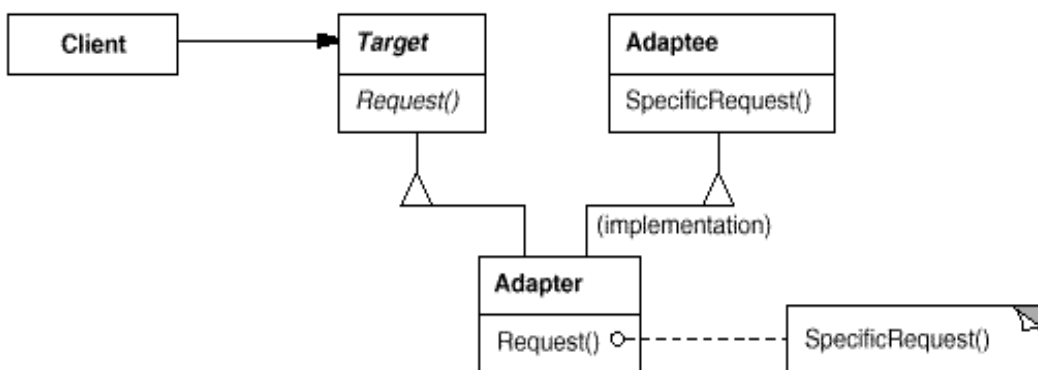 Client
Target
Request()
Adaptee
SpecificRequest()
(implementation)
Adapter
Request()
SpecificRequest()